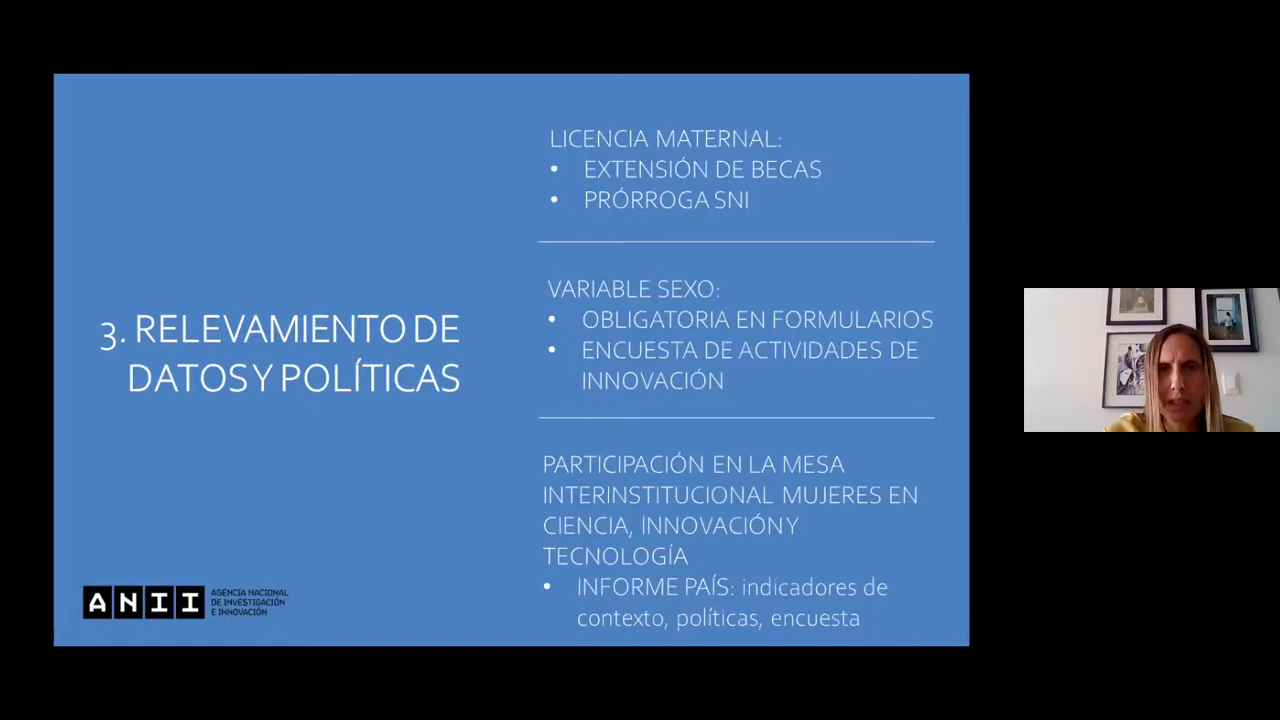 3. RELEVAMIENTO DE
DATOS Y POLÍTICAS
LICENCIA MATERNAL:
• EXTENSIÓN DE BECAS
• PRÓRROGA SNI
VARIABLE SEXO:
• OBLIGATORIA EN FORMULARIOS
• ENCUESTA DE ACTIVIDADES DE
INNOVACIÓN
PARTICIPACIÓN EN LA MESA
INTERINSTITUCIONAL MUJERES EN
CIENCIA, INNOVACIÓN Y
TECNOLOGÍA
• INFORME PAÍS: indicadores de
contexto, políticas, encuesta
ANII
AGENCIA NACIONAL
DE INVESTIGACIÓN
E INNOVACIÓN